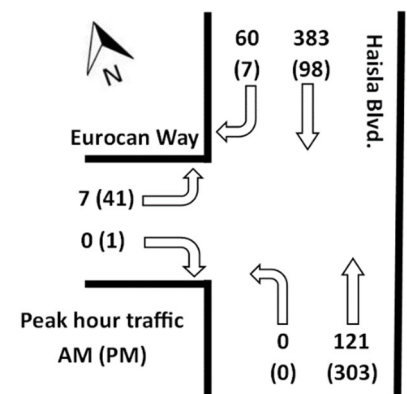 60 383
(7) (98)
Haisla Blvd.
N
Eurocan Way
7 (41)
0 (1)
Peak hour traffic
AM (PM)
0 121
(0) (303)